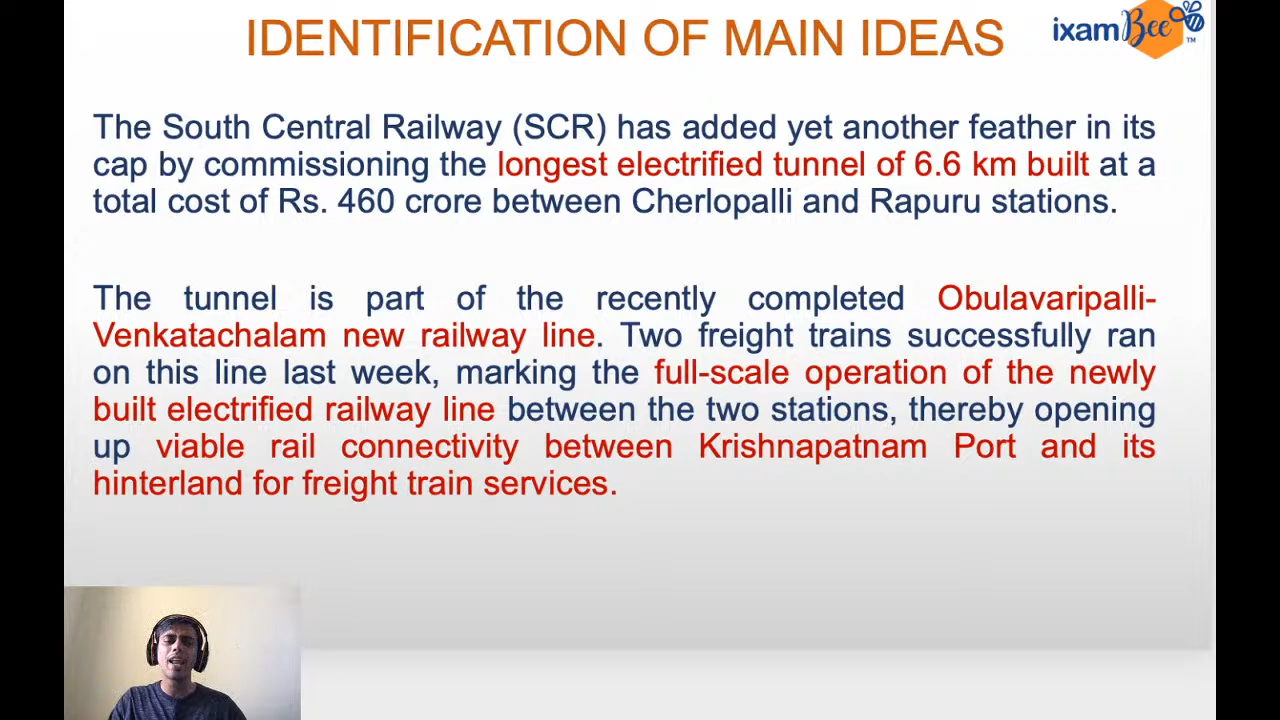 IDENTIFICATION OF MAIN IDEAS
ixamBee™
The South Central Railway (SCR) has added yet another feather in its
cap by commissioning the longest electrified tunnel of 6.6 km built at a
total cost of Rs. 460 crore between Cherlopalli and Rapuru stations.
The tunnel is part of the recently completed Obulavaripalli-
Venkatachalam new railway line. Two freight trains successfully ran
on this line last week, marking the full-scale operation of the newly
built electrified railway line between the two stations, thereby opening
up viable rail connectivity between Krishnapatnam Port and its
hinterland for freight train services.